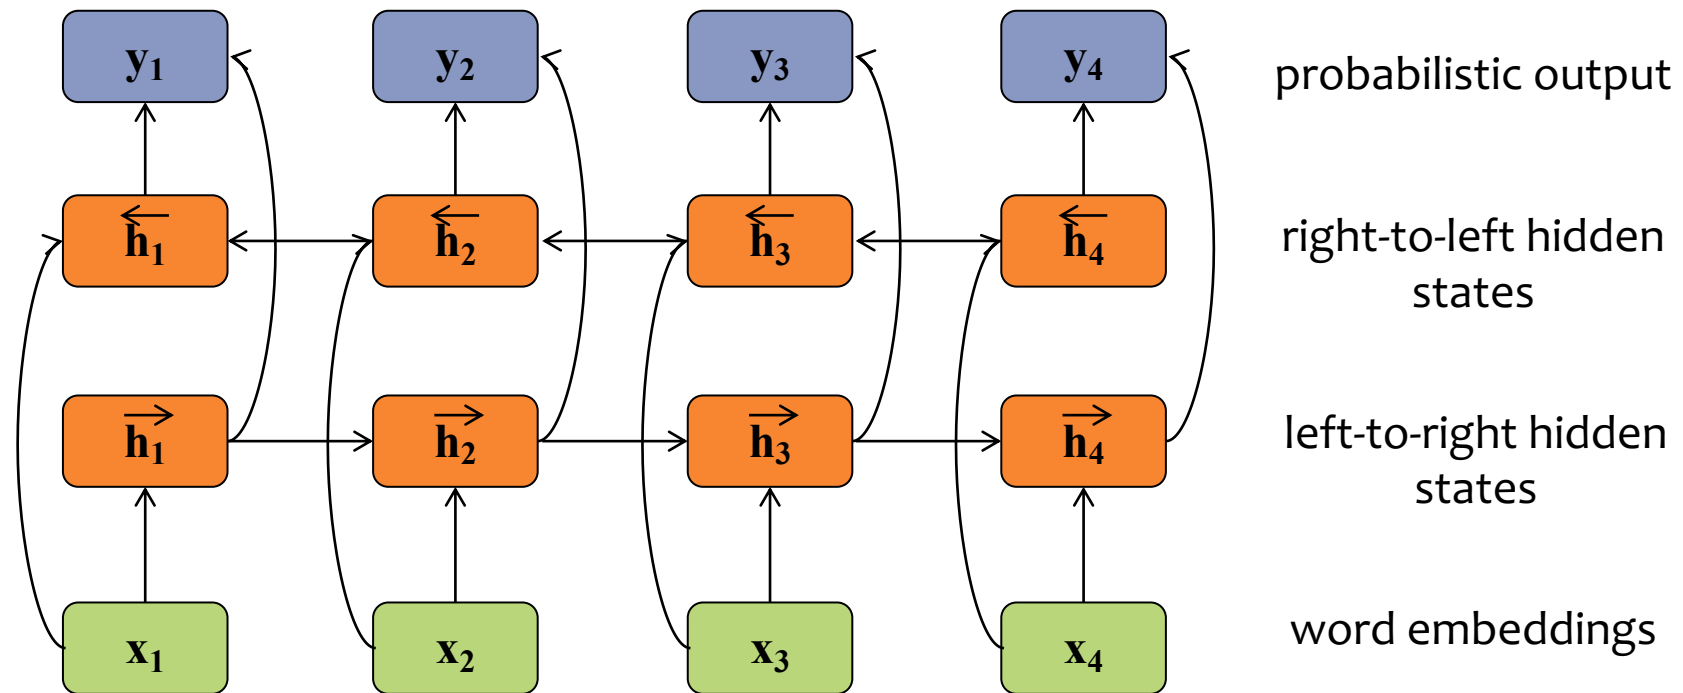 y₁ y₂ y₃ y₄ probabilistic output
←h₁ ←h₂ ←h₃ ←h₄ right-to-left hidden
states
→h₁ →h₂ →h₃ →h₄ left-to-right hidden
states
x₁ x₂ x₃ x₄ word embeddings